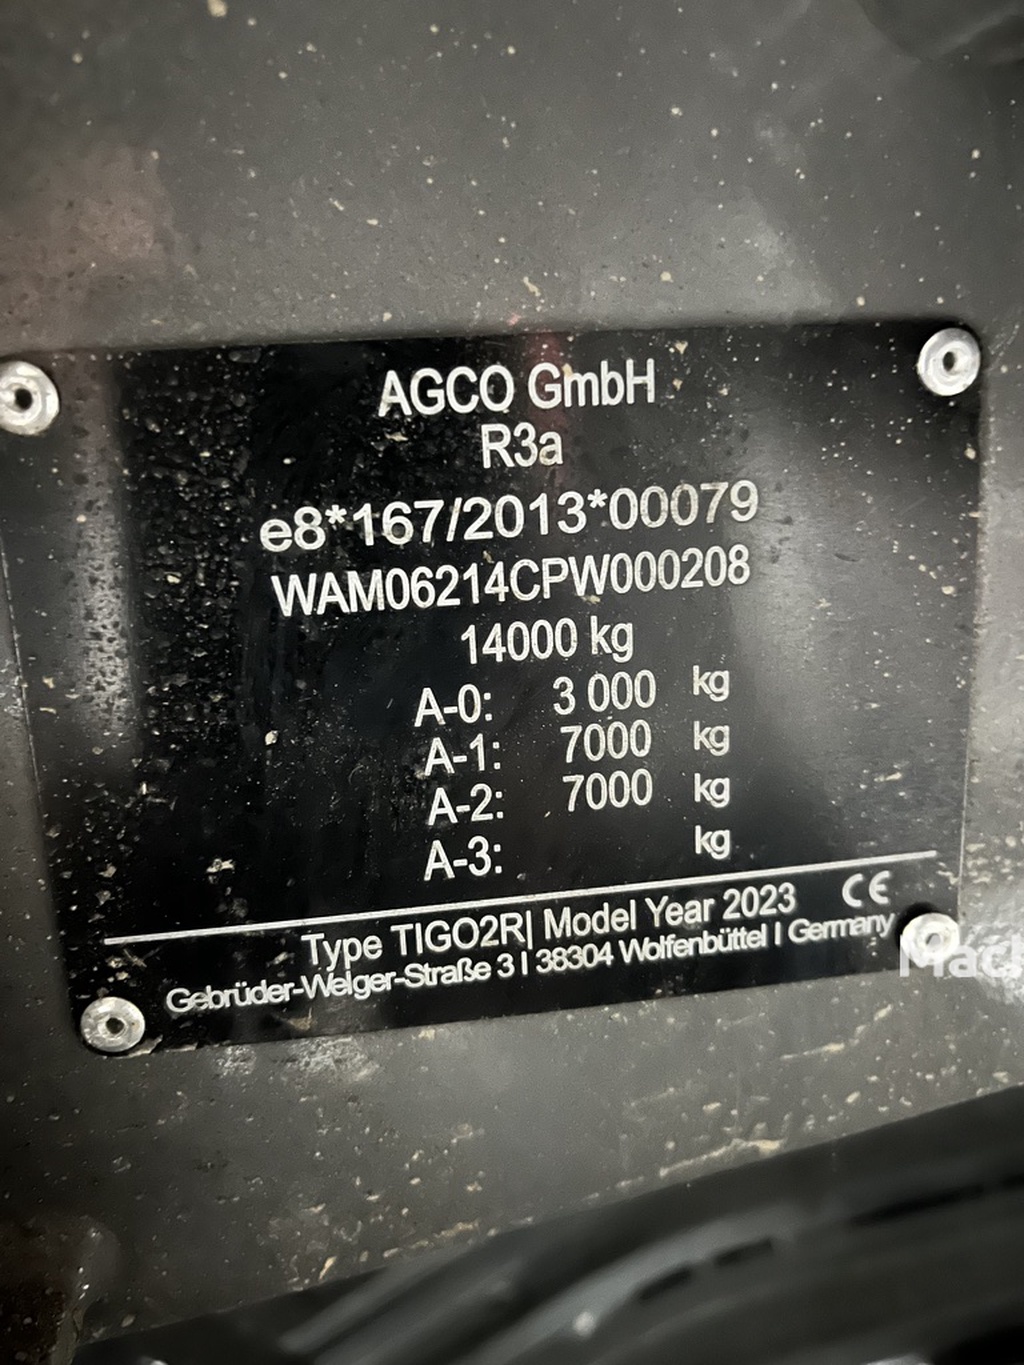 AGCO GmbH
R3a
e8*167/2013*00079
WAM06214CPW000208
14000 kg
A-0: 3 000 kg
A-1: 7000 kg
A-2: 7000 kg
A-3: kg
CE
Type TIGO2R| Model Year 2023
Gebrüder-Welger-Straße 3 I 38304 Wolfenbüttel I Germany